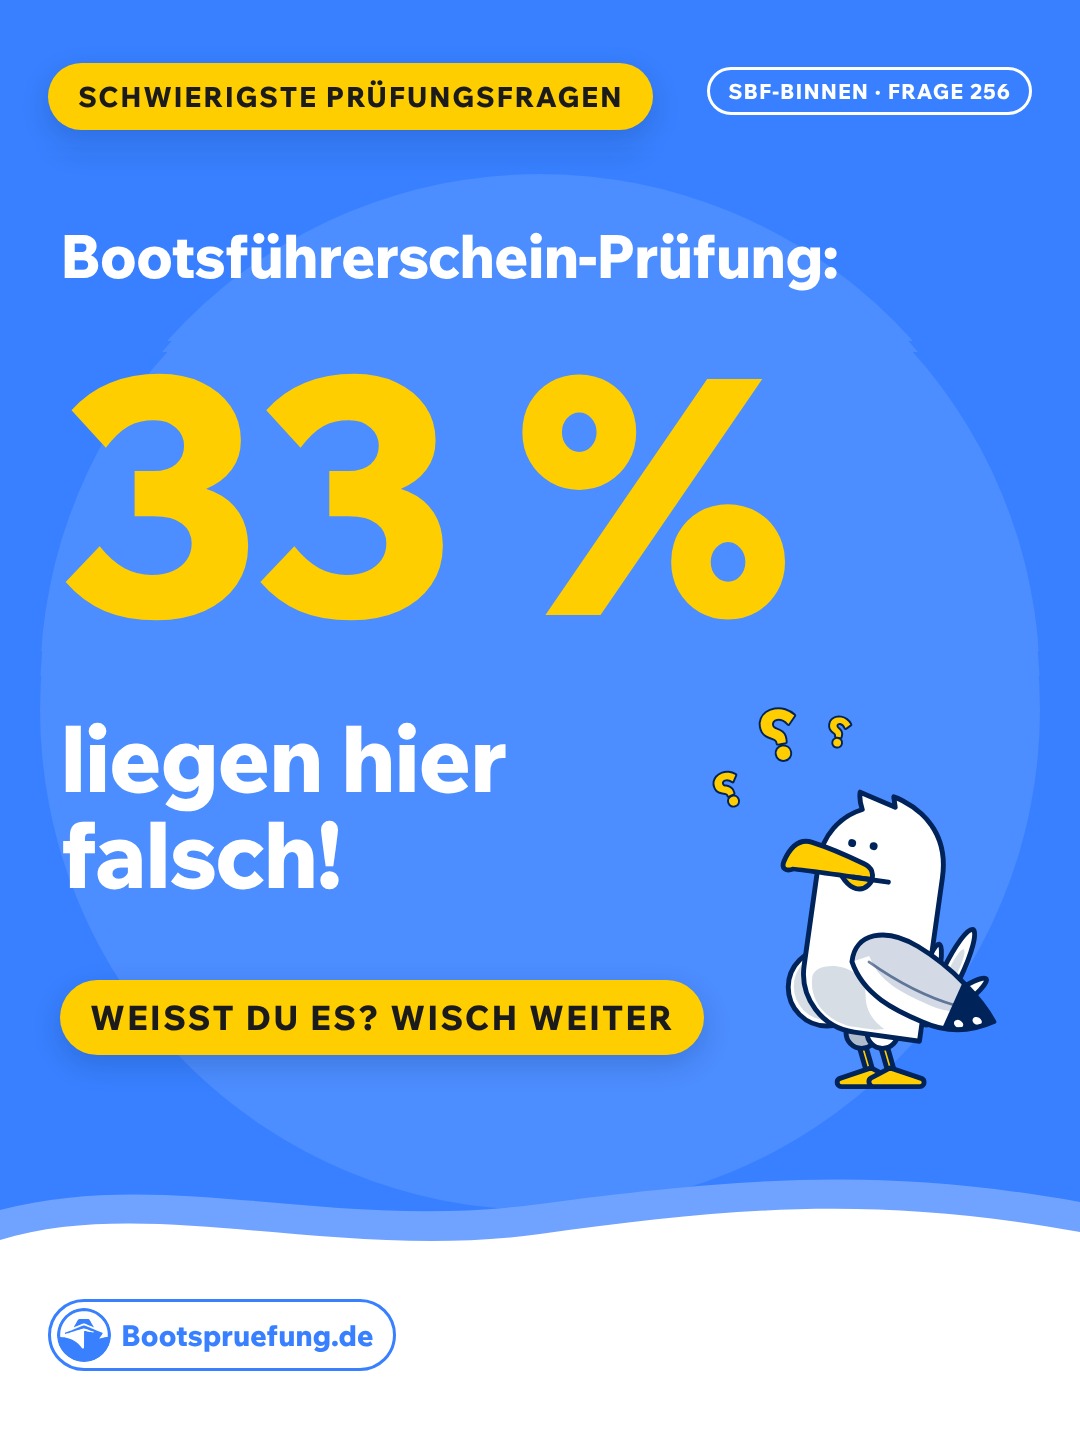 SCHWIERIGSTE PRÜFUNGSFRAGEN
SBF-BINNEN · FRAGE 256
Bootsführerschein-Prüfung:
33 %
liegen hier
falsch!
? ? ?
WEISST DU ES? WISCH WEITER
Bootspruefung.de